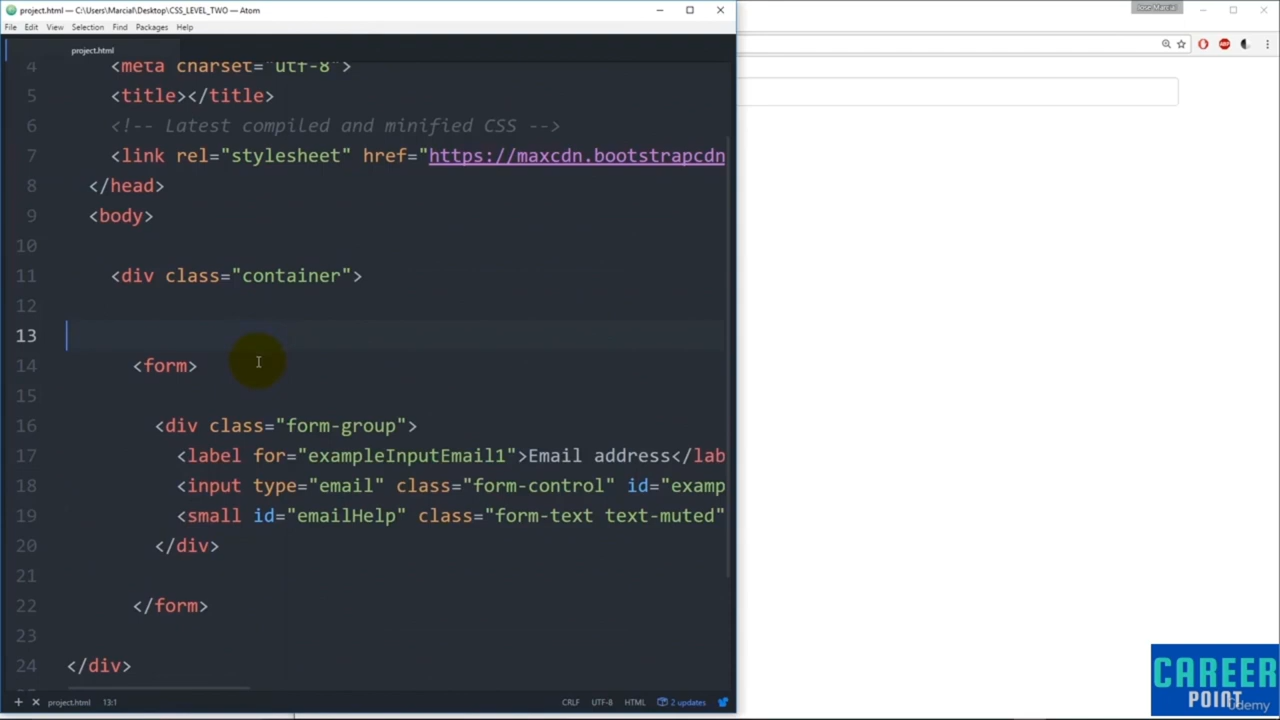 project.html — C:\Users\Marcial\Desktop\CSS_LEVEL_TWO — Atom
Jose Marcial
File Edit View Selection Find Packages Help
ABP
project.html
4 <meta charset="utf-8">
5 <title></title>
6 <!-- Latest compiled and minified CSS -->
7 <link rel="stylesheet" href="https://maxcdn.bootstrapcdn
8 </head>
9 <body>
10
11 <div class="container">
12
13
14 <form>
15
16 <div class="form-group">
17 <label for="exampleInputEmail1">Email address</lab
18 <input type="email" class="form-control" id="examp
19 <small id="emailHelp" class="form-text text-muted"
20 </div>
21
22 </form>
23
24 </div>
project.html 13:1 CRLF UTF-8 HTML 2 updates
CAREER
POINT
Udemy